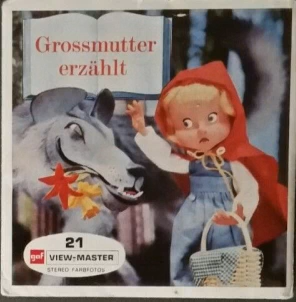 Grossmutter
erzählt
21
gaf VIEW-MASTER
STEREO FARBFOTOS